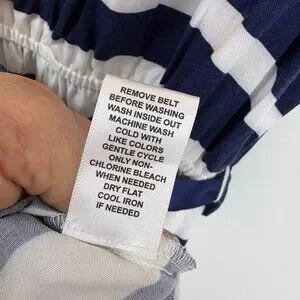 REMOVE BELT
BEFORE WASHING
WASH INSIDE OUT
MACHINE WASH
COLD WITH
LIKE COLORS
GENTLE CYCLE
ONLY NON-
CHLORINE BLEACH
WHEN NEEDED
DRY FLAT
COOL IRON
IF NEEDED